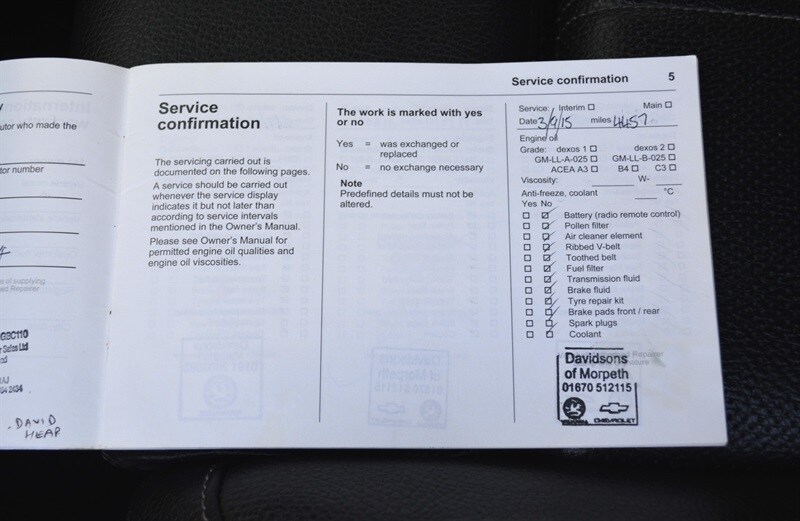 utor who made the
tor number
GBC110
04 2434
DAVID
HEAP
Service confirmation 5
Service
confirmation
The servicing carried out is
documented on the following pages.
A service should be carried out
whenever the service display
indicates it but not later than
according to service intervals
mentioned in the Owner's Manual.
Please see Owner's Manual for
permitted engine oil qualities and
engine oil viscosities.
The work is marked with yes
or no
Yes = was exchanged or
replaced
No = no exchange necessary
Note
Predefined details must not be
altered.
Service: Interim Main
Date 3/9/15 miles 4457
Engine oil
Grade: dexos 1 dexos 2
GM-LL-A-025 GM-LL-B-025
ACEA A3 B4 C3
Viscosity: W-
Anti-freeze, coolant °C
Yes No
Battery (radio remote control)
Pollen filter
Air cleaner element
Ribbed V-belt
Toothed belt
Fuel filter
Transmission fluid
Brake fluid
Tyre repair kit
Brake pads front / rear
Spark plugs
Coolant
Davidsons
of Morpeth
01670 512115
CHEVROLET